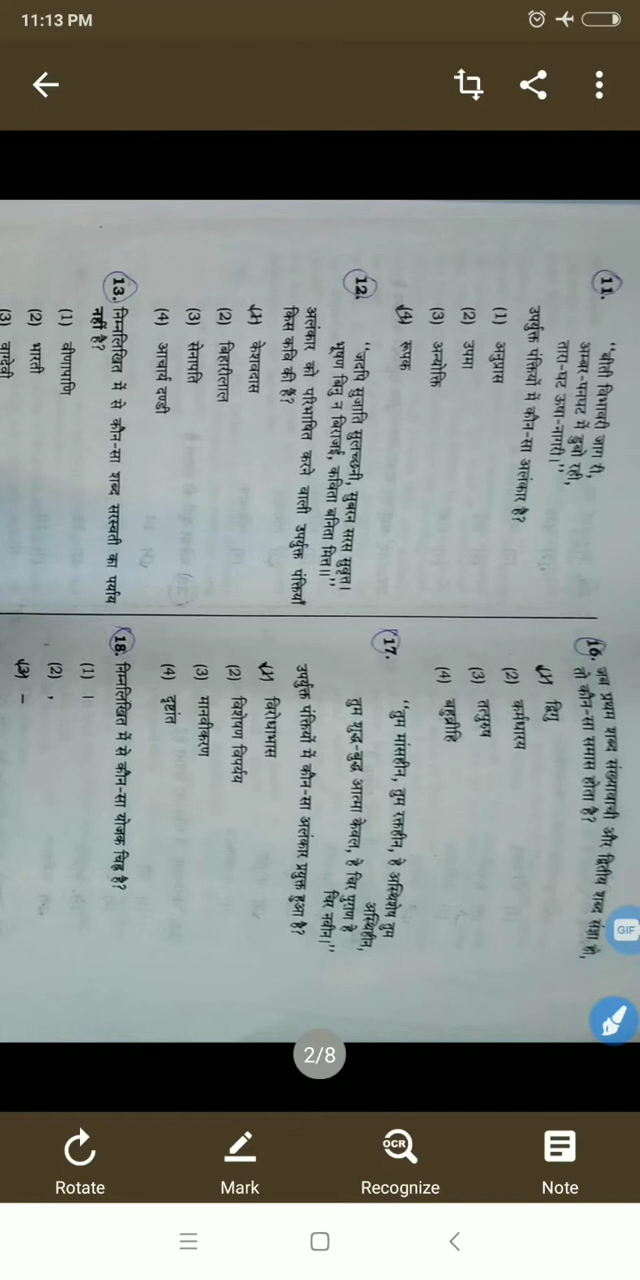 11:13 PM
11.
"बीती विभावरी जाग री,
अम्बर-पनघट में डुबो रही,
तारा-घट ऊषा-नागरी।"
उपर्युक्त पंक्तियों में कौन-सा अलंकार है?
(1) अनुप्रास
(2) उपमा
(3) अन्योक्ति
(4) रूपक
12.
"जदपि सुजाति सुलच्छनी, सुबरन सरस सुवृत्त।
भूषण बिनु न बिराजई, कविता बनिता मित्त॥"
अलंकार को परिभाषित करने वाली उपर्युक्त पंक्तियाँ
किस कवि की हैं?
केशवदास
(2) बिहारीलाल
(3) सेनापति
(4) आचार्य दण्डी
13. निम्नलिखित में से कौन-सा शब्द सरस्वती का पर्याय
नहीं है?
(1) वीणापाणि
(2) भारती
(3) वाग्देवी
16. जब प्रथम शब्द संख्यावाची और द्वितीय शब्द संज्ञा हो,
तो कौन-सा समास होता है?
द्विगु
(2) कर्मधारय
(3) तत्पुरुष
(4) बहुव्रीहि
17.
"तुम मांसहीन, तुम रक्तहीन, हे अस्थिशेष तुम
अस्थिहीन,
तुम शुद्ध-बुद्ध आत्मा केवल, हे चिर पुराण हे
चिर नवीन।"
उपर्युक्त पंक्तियों में कौन-सा अलंकार प्रयुक्त हुआ है?
विरोधाभास
(2) विशेषण विपर्यय
(3) मानवीकरण
(4) दृष्टांत
18. निम्नलिखित में से कौन-सा योजक चिह्न है?
(1) ।
(2) ,
(3) –
GIF
2/8
OCR
Rotate Mark Recognize Note